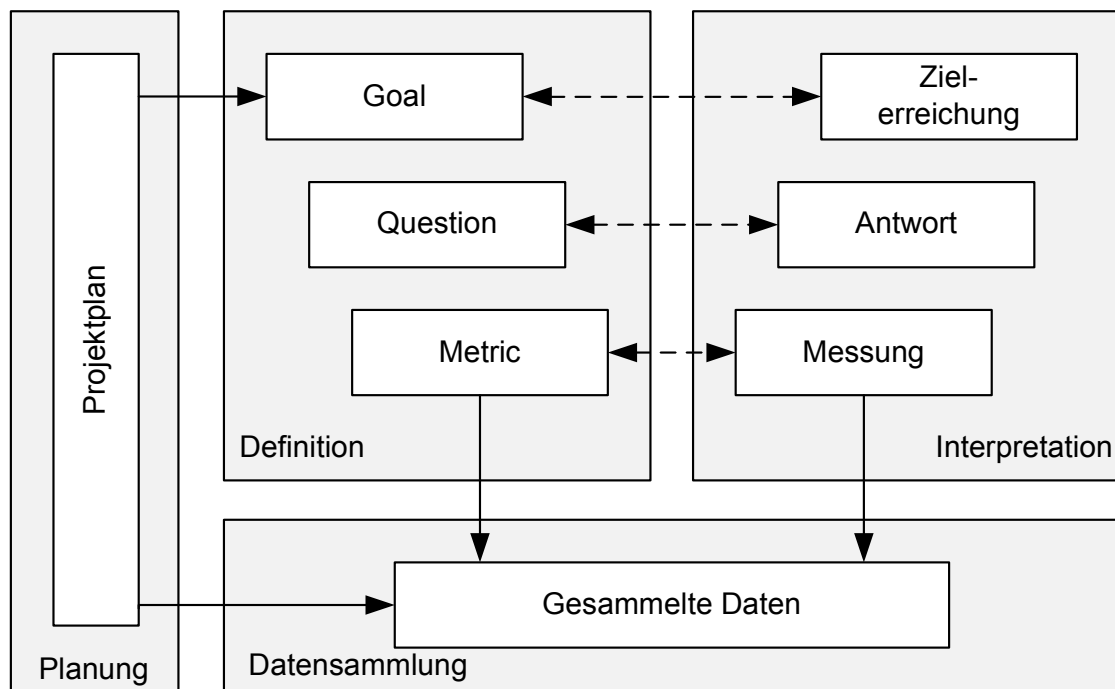 Projektplan
Planung
Goal
Question
Metric
Definition
Ziel-
erreichung
Antwort
Messung
Interpretation
Gesammelte Daten
Datensammlung